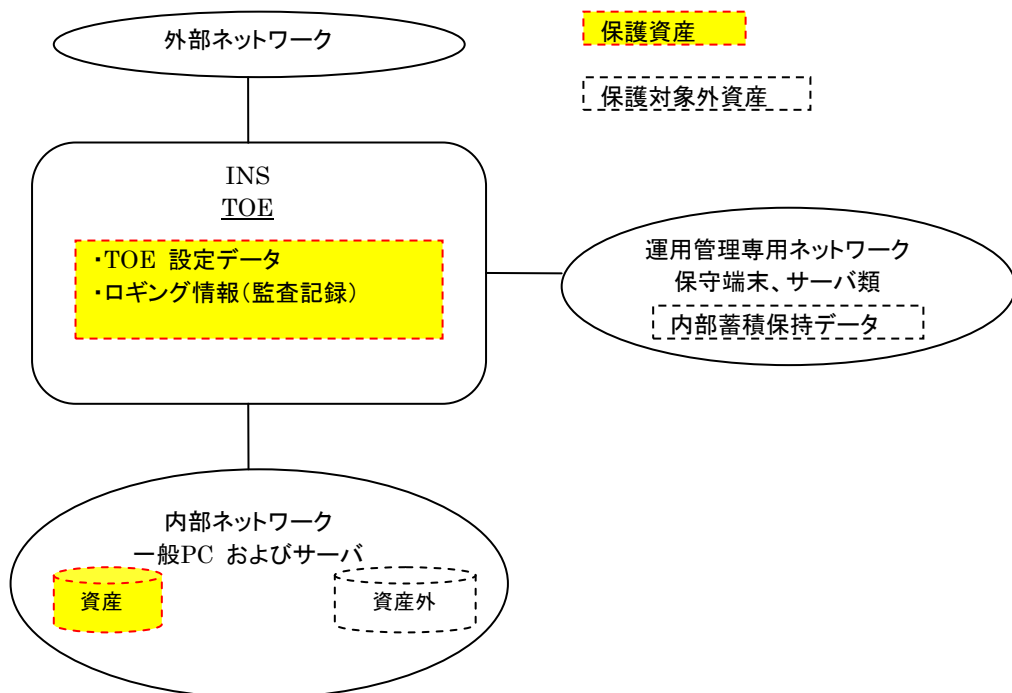 外部ネットワーク
保護資産
保護対象外資産
INS
TOE
・TOE 設定データ
・ロギング情報(監査記録)
運用管理専用ネットワーク
保守端末、サーバ類
内部蓄積保持データ
内部ネットワーク
一般PC およびサーバ
資産
資産外